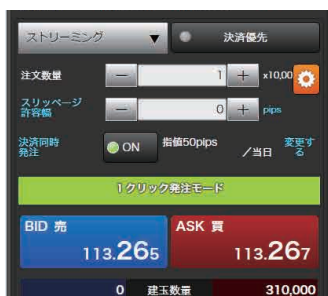 ストリーミング ▼ 決済優先
注文数量 − 1 + x10,00
スリッページ
許容幅 − 0 + pips
決済同時
発注 ON 指値50pips /当日 変更す
る
1クリック発注モード
BID 売 ASK 買
113.265 113.267
0 建玉数量 310,000